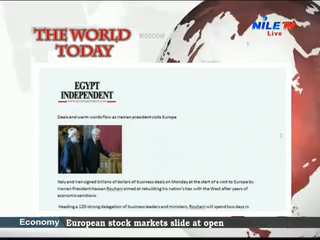 THE WORLD
TODAY
MOSCOW
NILE TV
Live
EGYPT
INDEPENDENT
Deals and warm words flow as Iranian president visits Europe
Italy and Iran signed billions of dollars of business deals on Monday at the start of a visit to Europe by
Iranian President Hassan Rouhani aimed at rebuilding his nation's ties with the West after years of
economic sanctions.
Heading a 120-strong delegation of business leaders and ministers, Rouhani will spend two days in
Economy European stock markets slide at open